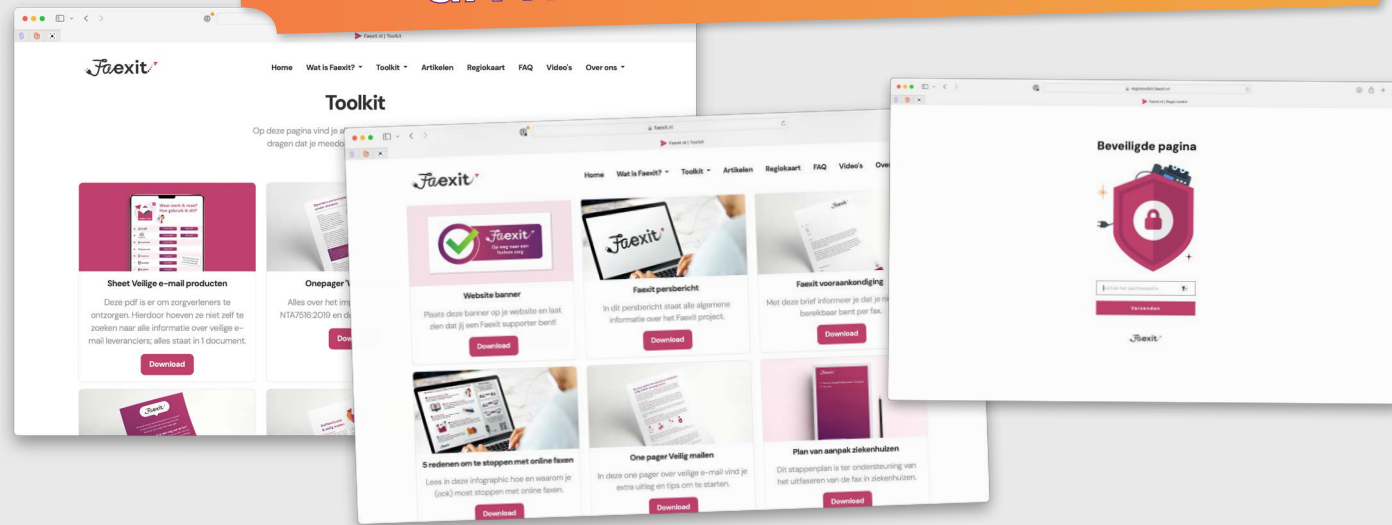 Faexit.nl | Toolkit
Faexit
Home Wat is Faexit? Toolkit Artikelen Regiokaart FAQ Video's Over ons
Toolkit
Op deze pagina vind je
dragen dat je meedo
Sheet Veilige e-mail producten
Deze pdf is er om zorgverleners te
ontzorgen. Hierdoor hoeven ze niet zelf te
zoeken naar alle informatie over veilige e-
mail leveranciers; alles staat in 1 document.
Download
Onepager
Alles over het imp
NTA7516:2019 en de
Dow
Faexit
faexit.nl
Faexit.nl | Toolkit
Faexit
Home Wat is Faexit? Toolkit Artikelen Regiokaart FAQ Video's Over
Faexit
Op weg naar een
faxloze zorg
Website banner
Plaats deze banner op je website en laat
zien dat jij een Faexit supporter bent!
Download
Faexit
Faexit persbericht
In dit persbericht staat alle algemene
informatie over het Faexit project.
Download
Faexit
Faexit vooraankondiging
Met deze brief informeer je dat je ni
bereikbaar bent per fax.
Download
5 redenen om te stoppen met online faxen
Lees in deze infographic hoe en waarom je
(ook) moet stoppen met online faxen.
Download
One pager Veilig mailen
In deze one pager over veilige e-mail vind je
extra uitleg en tips om te starten.
Download
Plan van aanpak ziekenhuizen
Dit stappenplan is ter ondersteuning van
het uitfaseren van de fax in ziekenhuizen.
Download
Beveiligde pagina
Verzenden
Faexit